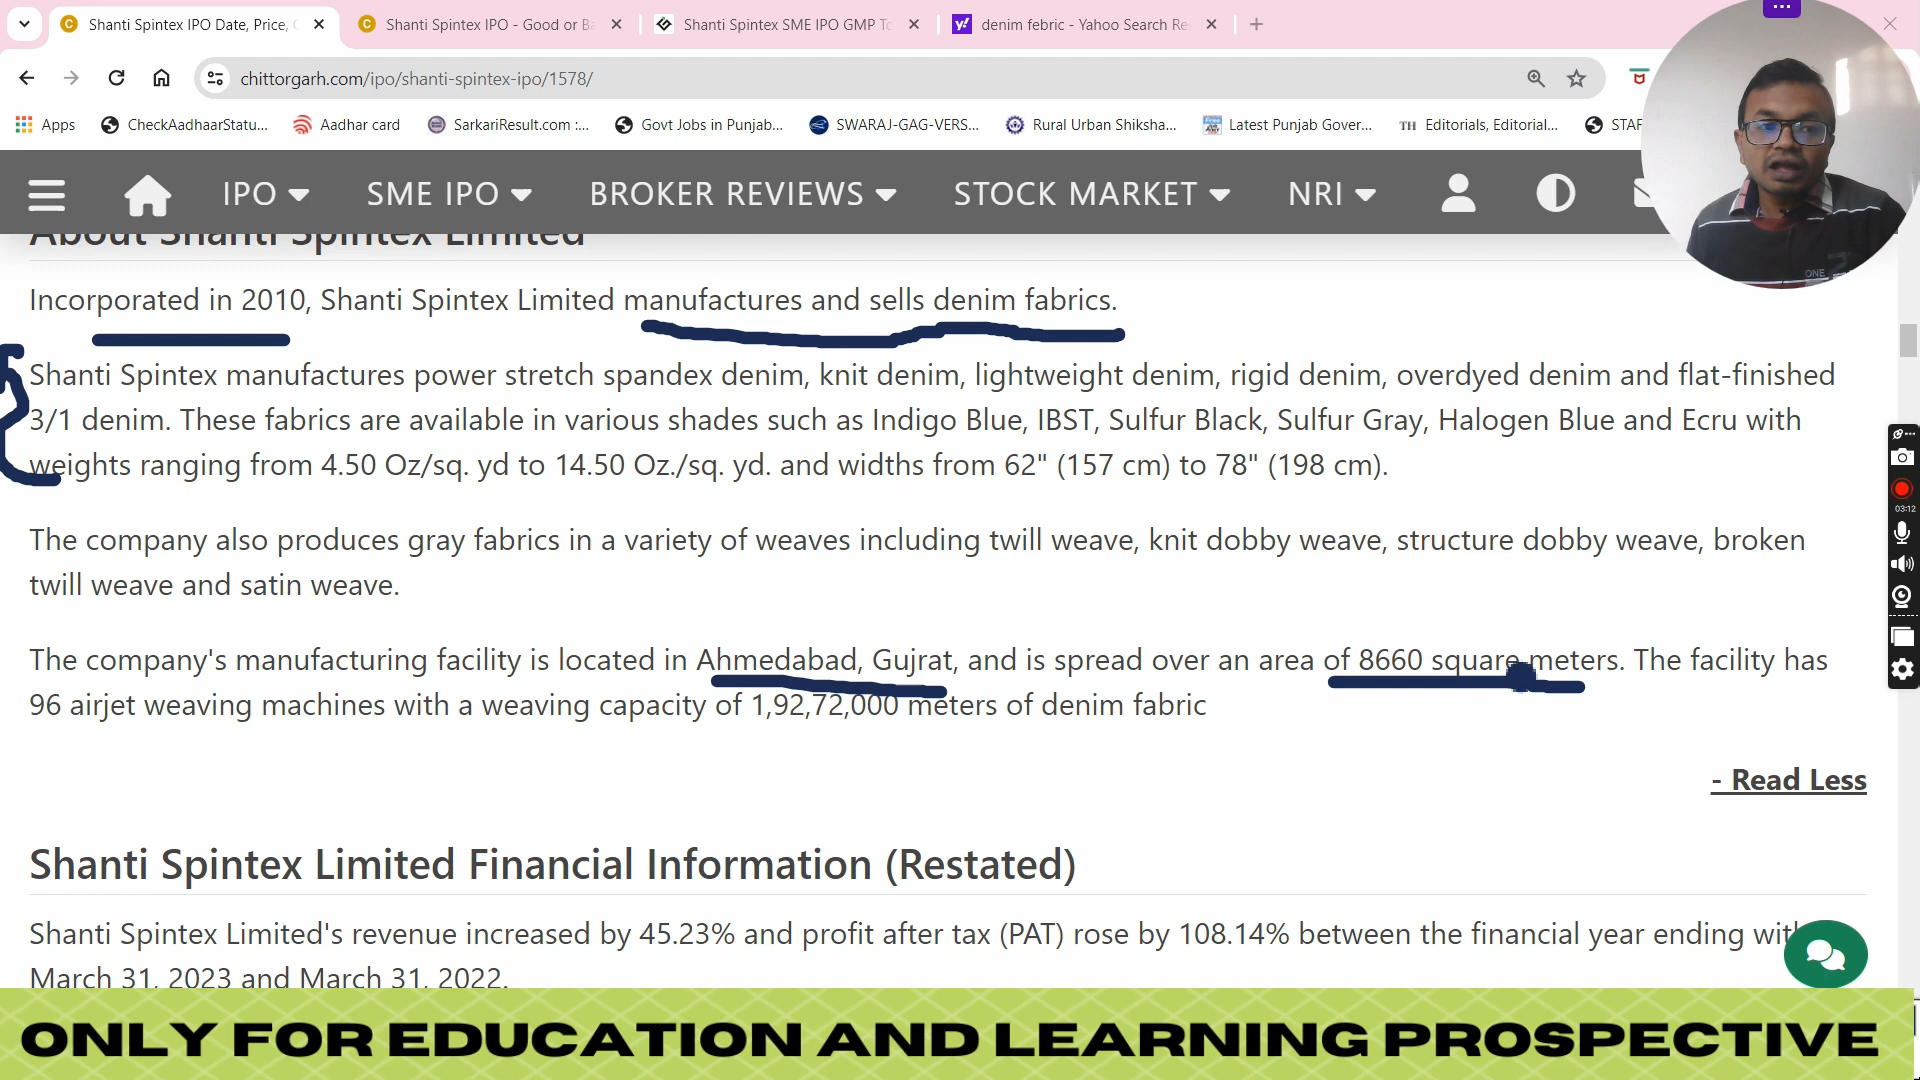 Shanti Spintex IPO Date, Price,
Shanti Spintex IPO - Good or Ba
Shanti Spintex SME IPO GMP To
denim febric - Yahoo Search Re
chittorgarh.com/ipo/shanti-spintex-ipo/1578/
Apps
CheckAadhaarStatu...
Aadhar card
SarkariResult.com :...
Govt Jobs in Punjab...
SWARAJ-GAG-VERS...
Rural Urban Shiksha...
Latest Punjab Gover...
TH Editorials, Editorial...
STAF
IPO
SME IPO
BROKER REVIEWS
STOCK MARKET
NRI
ONE
About Shanti Spintex Limited
Incorporated in 2010, Shanti Spintex Limited manufactures and sells denim fabrics.
Shanti Spintex manufactures power stretch spandex denim, knit denim, lightweight denim, rigid denim, overdyed denim and flat-finished
3/1 denim. These fabrics are available in various shades such as Indigo Blue, IBST, Sulfur Black, Sulfur Gray, Halogen Blue and Ecru with
weights ranging from 4.50 Oz/sq. yd to 14.50 Oz./sq. yd. and widths from 62" (157 cm) to 78" (198 cm).
03:12
The company also produces gray fabrics in a variety of weaves including twill weave, knit dobby weave, structure dobby weave, broken
twill weave and satin weave.
The company's manufacturing facility is located in Ahmedabad, Gujrat, and is spread over an area of 8660 square meters. The facility has
96 airjet weaving machines with a weaving capacity of 1,92,72,000 meters of denim fabric
- Read Less
Shanti Spintex Limited Financial Information (Restated)
Shanti Spintex Limited's revenue increased by 45.23% and profit after tax (PAT) rose by 108.14% between the financial year ending with
March 31, 2023 and March 31, 2022.
ONLY FOR EDUCATION AND LEARNING PROSPECTIVE